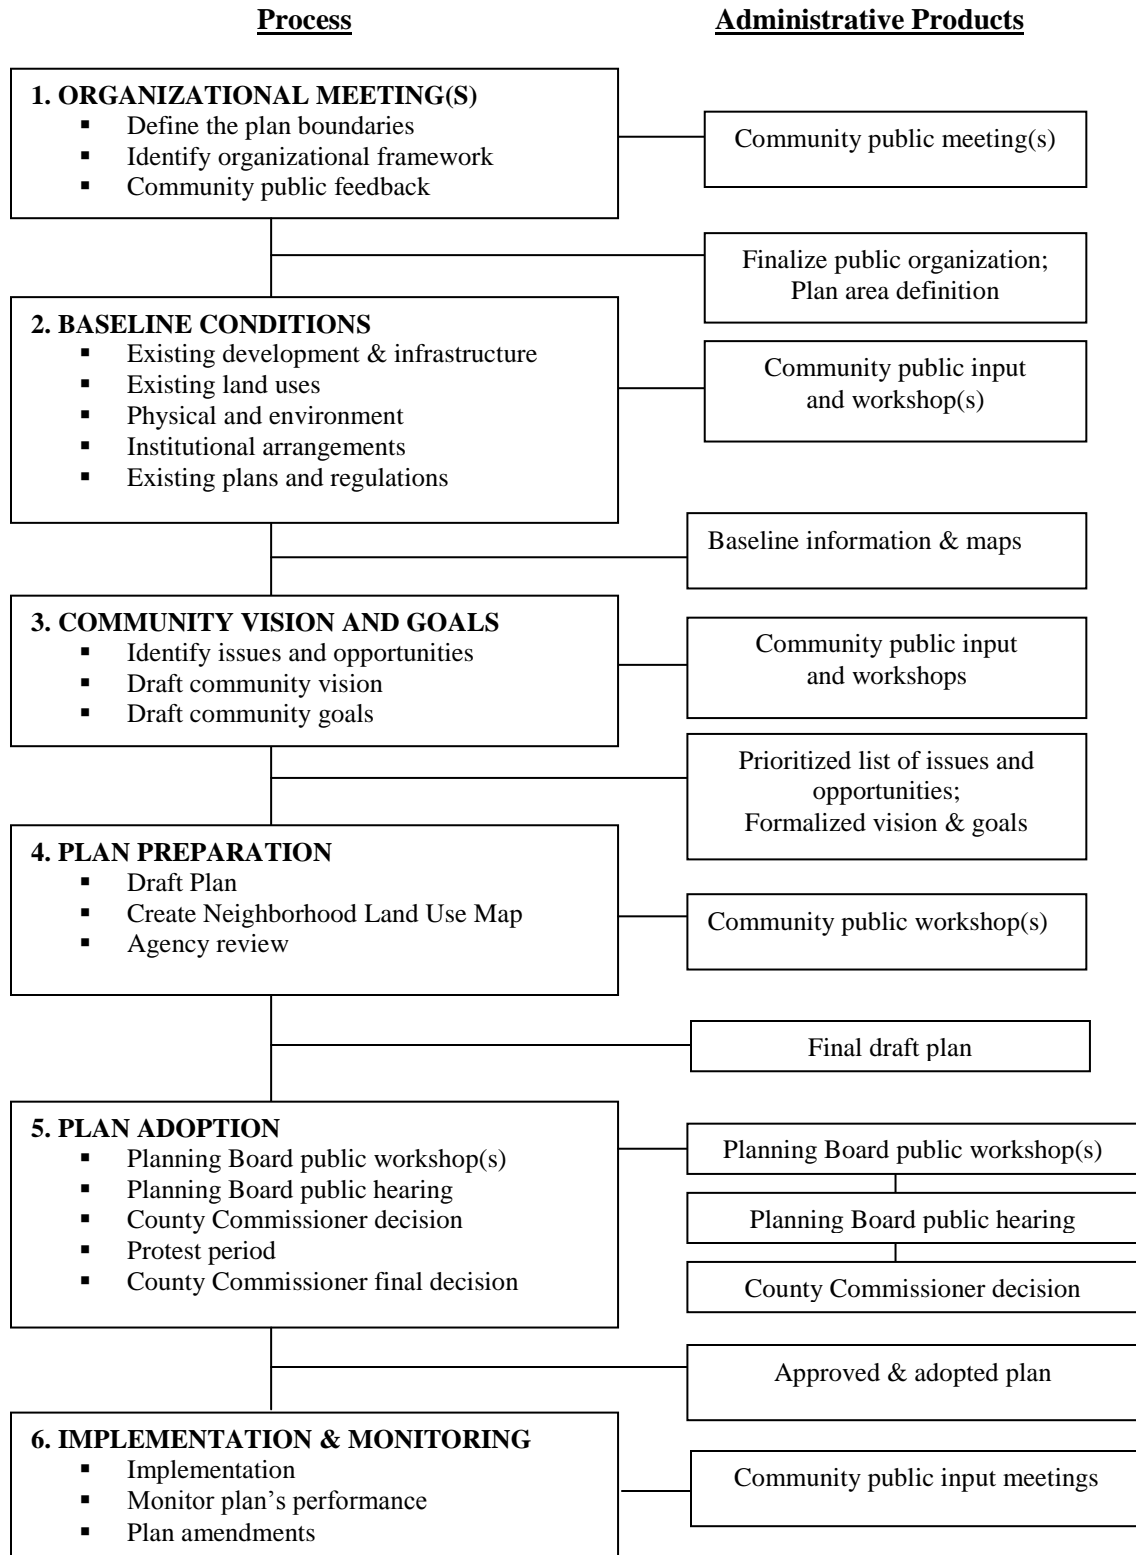 Process
Administrative Products
1. ORGANIZATIONAL MEETING(S)
▪ Define the plan boundaries
▪ Identify organizational framework
▪ Community public feedback
Community public meeting(s)
Finalize public organization;
Plan area definition
2. BASELINE CONDITIONS
▪ Existing development & infrastructure
▪ Existing land uses
▪ Physical and environment
▪ Institutional arrangements
▪ Existing plans and regulations
Community public input
and workshop(s)
Baseline information & maps
3. COMMUNITY VISION AND GOALS
▪ Identify issues and opportunities
▪ Draft community vision
▪ Draft community goals
Community public input
and workshops
Prioritized list of issues and
opportunities;
Formalized vision & goals
4. PLAN PREPARATION
▪ Draft Plan
▪ Create Neighborhood Land Use Map
▪ Agency review
Community public workshop(s)
Final draft plan
5. PLAN ADOPTION
▪ Planning Board public workshop(s)
▪ Planning Board public hearing
▪ County Commissioner decision
▪ Protest period
▪ County Commissioner final decision
Planning Board public workshop(s)
Planning Board public hearing
County Commissioner decision
Approved & adopted plan
6. IMPLEMENTATION & MONITORING
▪ Implementation
▪ Monitor plan’s performance
▪ Plan amendments
Community public input meetings